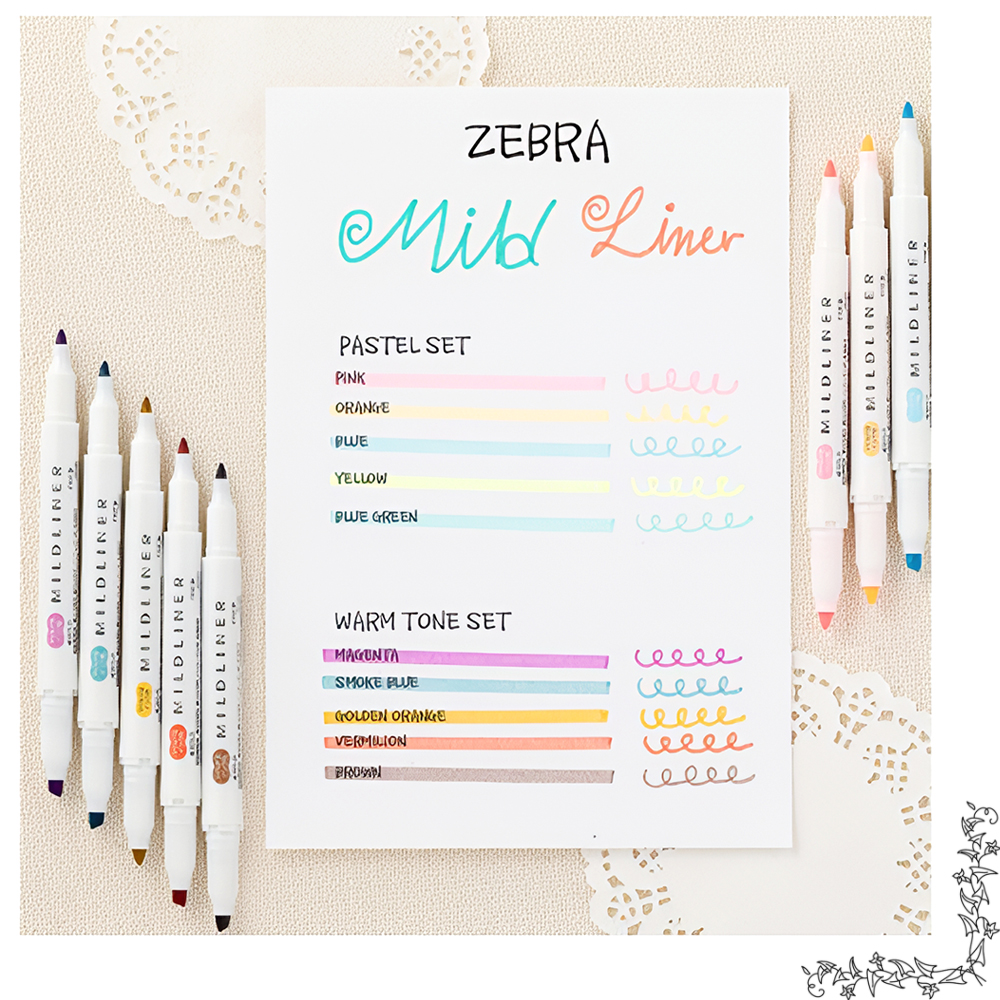 ZEBRA
Mild Liner
PASTEL SET
PINK
ORANGE
BLUE
YELLOW
BLUE GREEN
WARM TONE SET
MAGENTA
SMOKE BLUE
GOLDEN ORANGE
VERMILION
BROWN
MILDLINER
MILDLINER
MILDLINER
MILDLINER
MILDLINER
MILDLINER
MILDLINER
MILDLINER